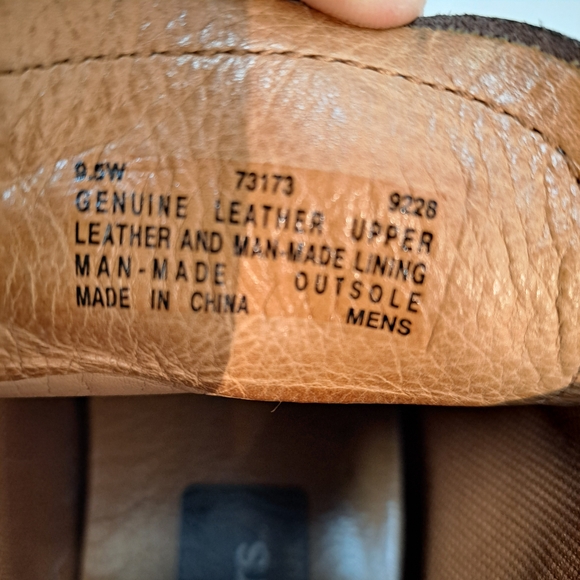 9.5W 73173 9228
GENUINE LEATHER UPPER
LEATHER AND MAN-MADE LINING
MAN-MADE OUTSOLE
MADE IN CHINA
MENS
rs.